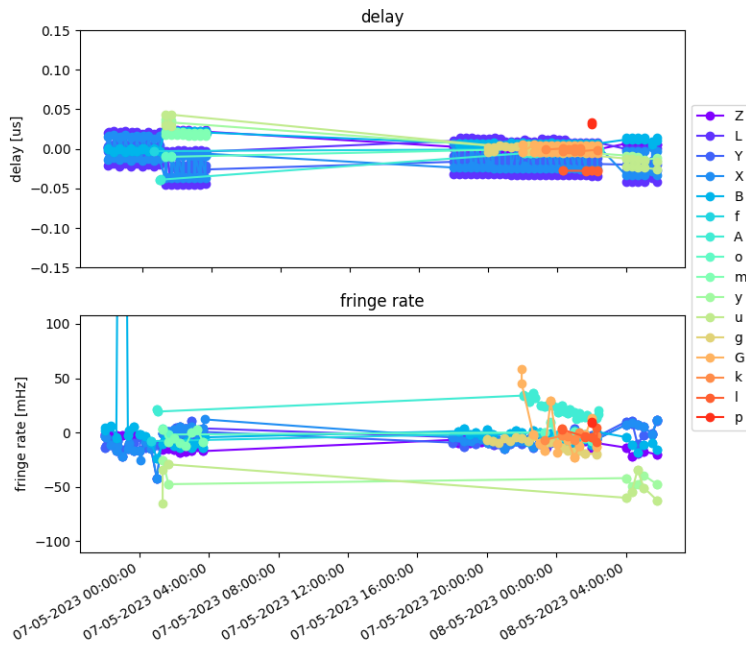 delay
0.15
0.10
0.05
0.00
−0.05
−0.10
−0.15
delay [us]
fringe rate
100
50
0
−50
−100
fringe rate [mHz]
07-05-2023 00:00:00
07-05-2023 04:00:00
07-05-2023 08:00:00
07-05-2023 12:00:00
07-05-2023 16:00:00
07-05-2023 20:00:00
08-05-2023 00:00:00
08-05-2023 04:00:00
Z
L
Y
X
B
f
A
o
m
y
u
g
G
k
l
p